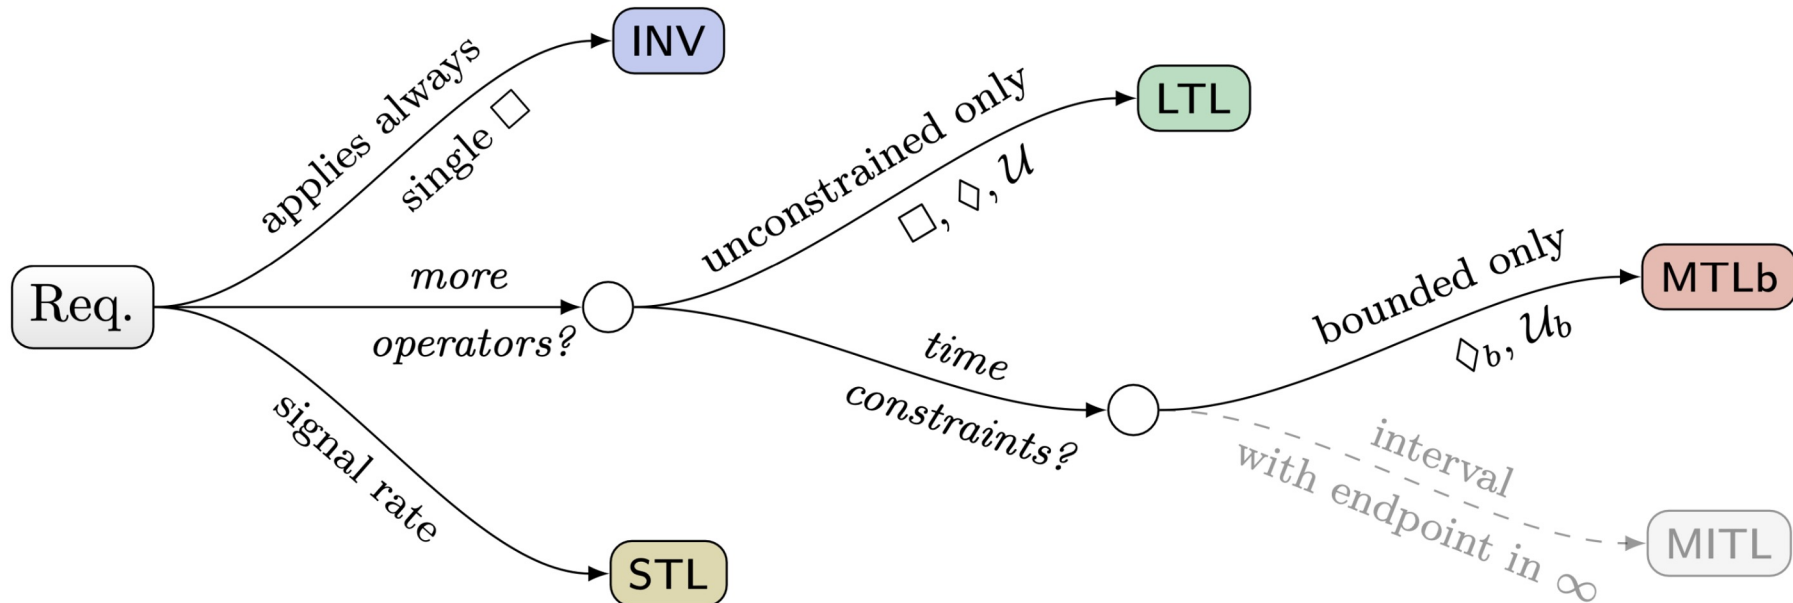 Req.
applies always
single □
INV
more
operators?
signal rate
STL
unconstrained only
□, ◇, 𝒰
LTL
time
constraints?
bounded only
◇b, 𝒰b
MTLb
interval
with endpoint in ∞
MITL